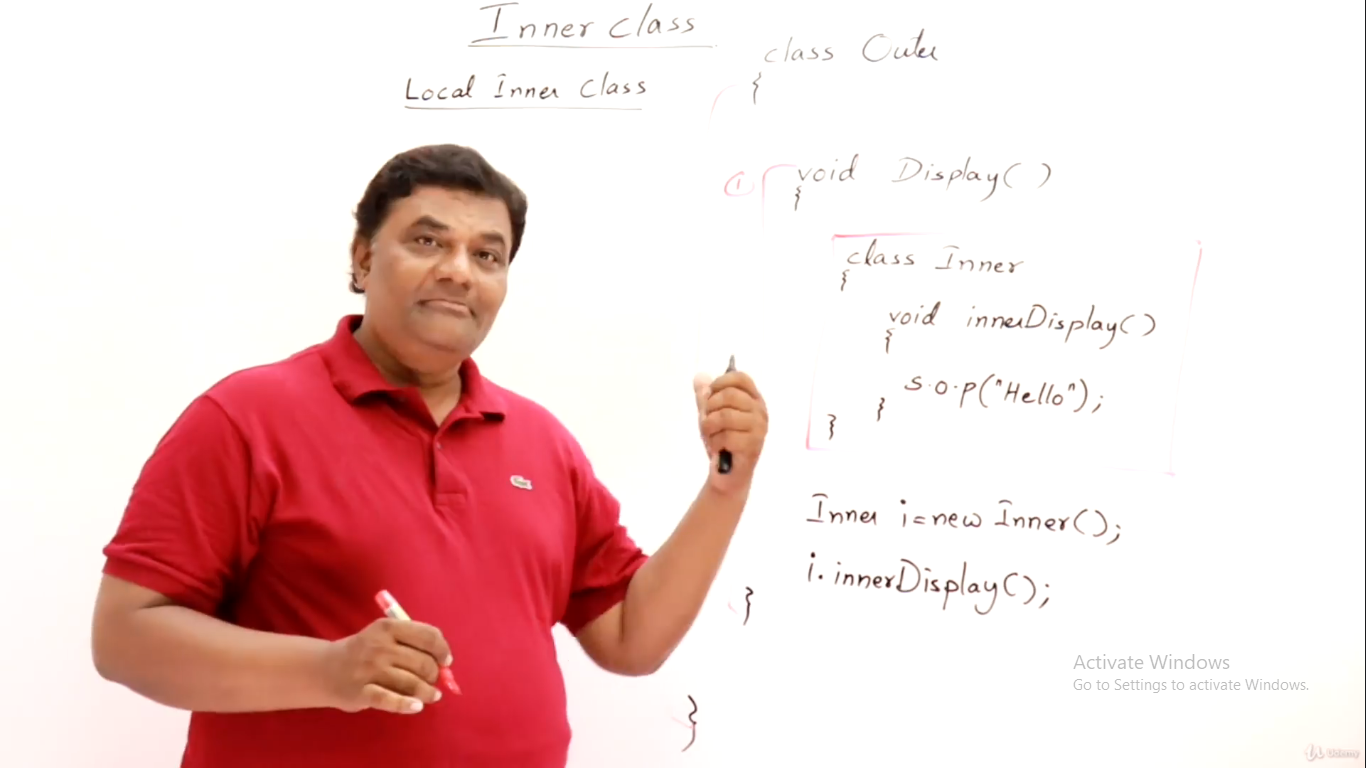 Inner class
Local Inner Class
class Outer
{
① void Display( )
{
class Inner
{
void innerDisplay( )
{
s.o.p("Hello");
}
}
Inner i=new Inner();
i.innerDisplay();
}
}
Activate Windows
Go to Settings to activate Windows.
Udemy